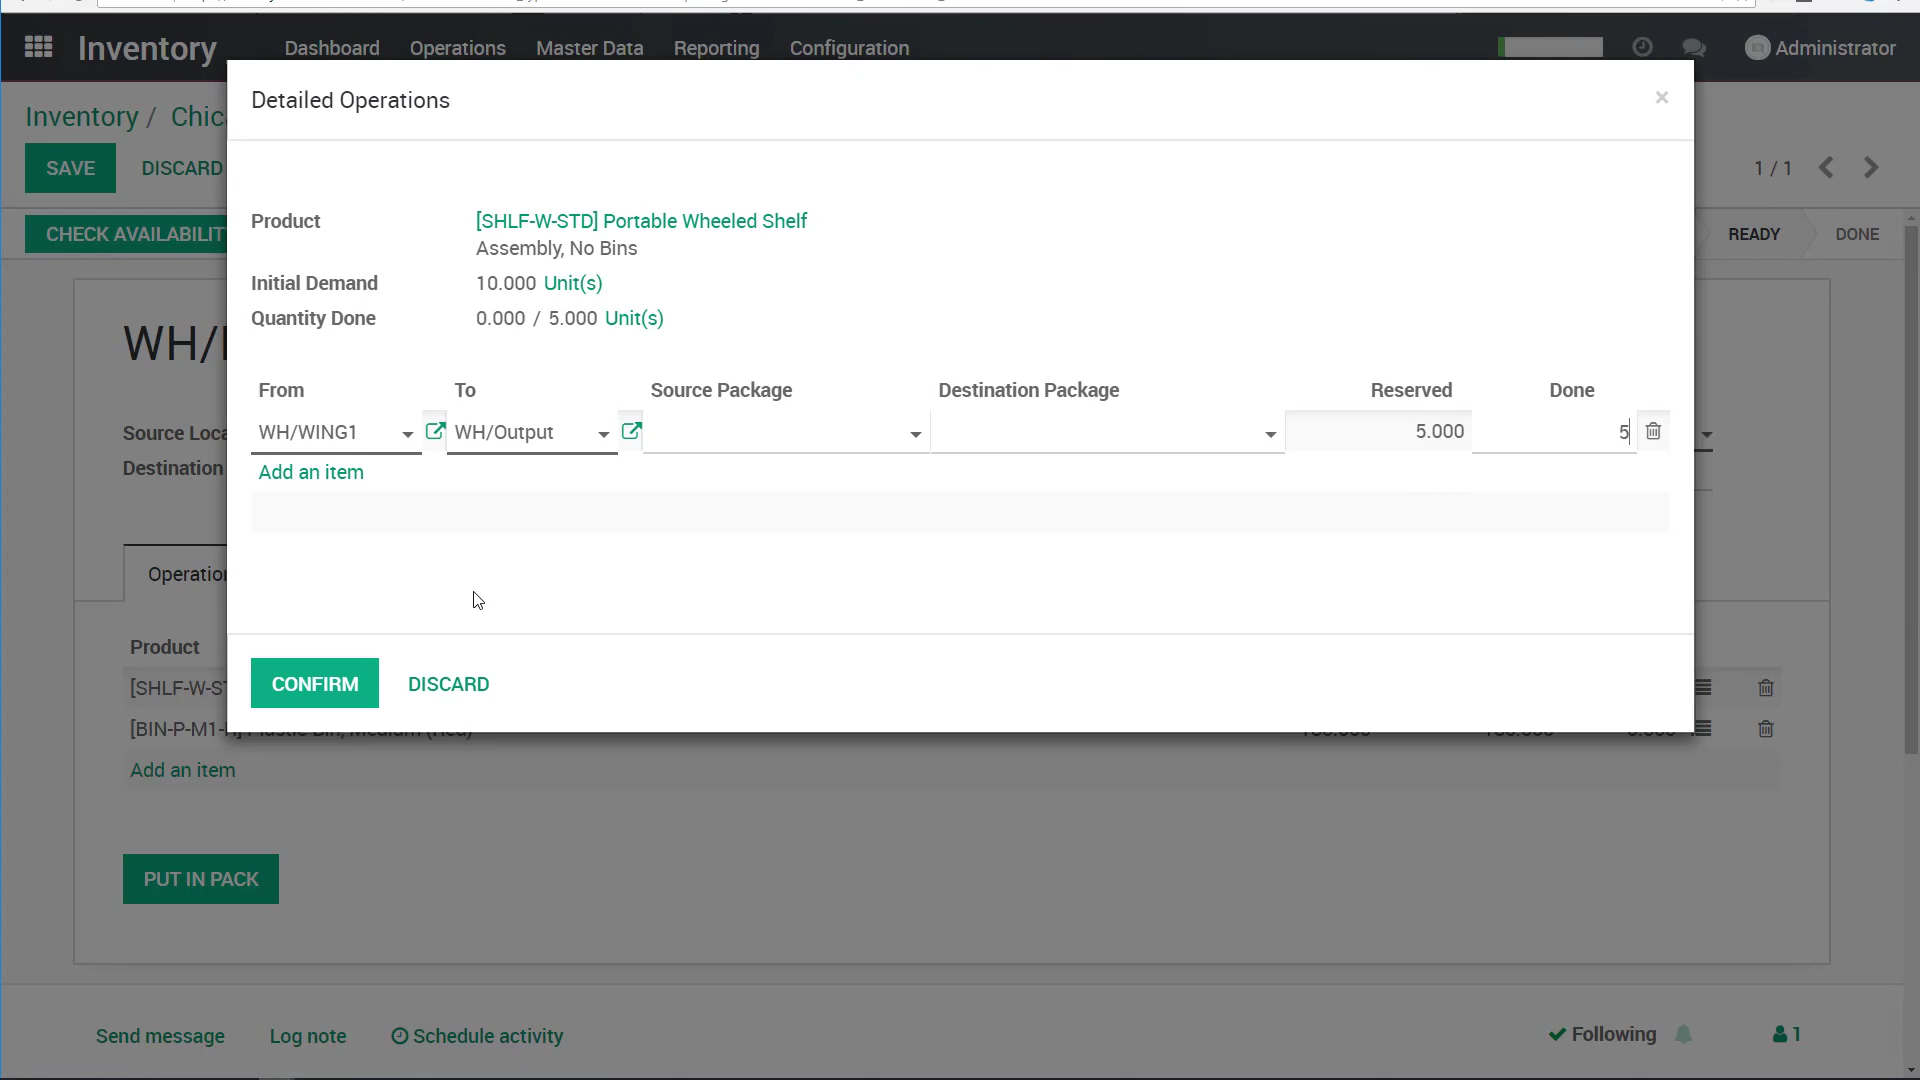 Inventory Dashboard Operations Master Data Reporting Configuration Administrator
Detailed Operations ×
Inventory / Chic
SAVE DISCARD 1 / 1
CHECK AVAILABILIT READY DONE
Product [SHLF-W-STD] Portable Wheeled Shelf
Assembly, No Bins
Initial Demand 10.000 Unit(s)
Quantity Done 0.000 / 5.000 Unit(s)
WH/
From To Source Package Destination Package Reserved Done
WH/WING1 WH/Output 5.000 5
Source Loca
Destination
Add an item
Operation
Product
[SHLF-W-ST
CONFIRM DISCARD
[BIN-P-M1-
Add an item
PUT IN PACK
Send message Log note Schedule activity Following 1